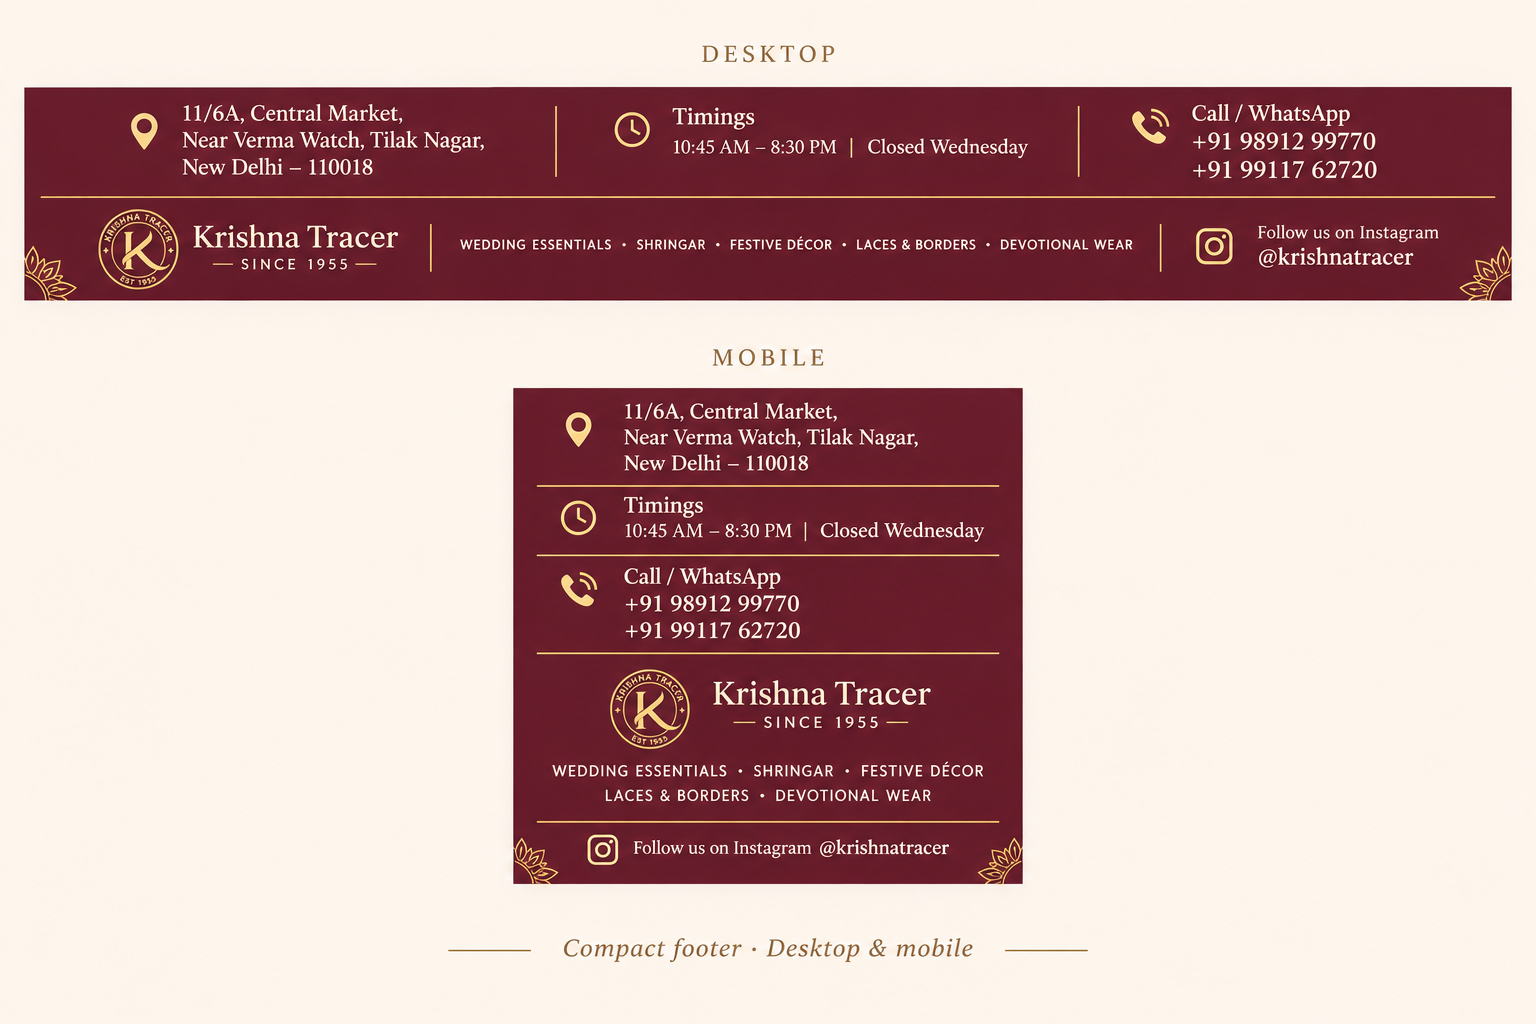 DESKTOP
11/6A, Central Market,
Near Verma Watch, Tilak Nagar,
New Delhi – 110018
Timings
10:45 AM – 8:30 PM | Closed Wednesday
Call / WhatsApp
+91 98912 99770
+91 99117 62720
KRISHNA TRACER
K
EST 1955
Krishna Tracer
SINCE 1955
WEDDING ESSENTIALS • SHRINGAR • FESTIVE DÉCOR • LACES & BORDERS • DEVOTIONAL WEAR
Follow us on Instagram
@krishnatracer
MOBILE
11/6A, Central Market,
Near Verma Watch, Tilak Nagar,
New Delhi – 110018
Timings
10:45 AM – 8:30 PM | Closed Wednesday
Call / WhatsApp
+91 98912 99770
+91 99117 62720
KRISHNA TRACER
K
EST 1955
Krishna Tracer
SINCE 1955
WEDDING ESSENTIALS • SHRINGAR • FESTIVE DÉCOR
LACES & BORDERS • DEVOTIONAL WEAR
Follow us on Instagram @krishnatracer
Compact footer · Desktop & mobile